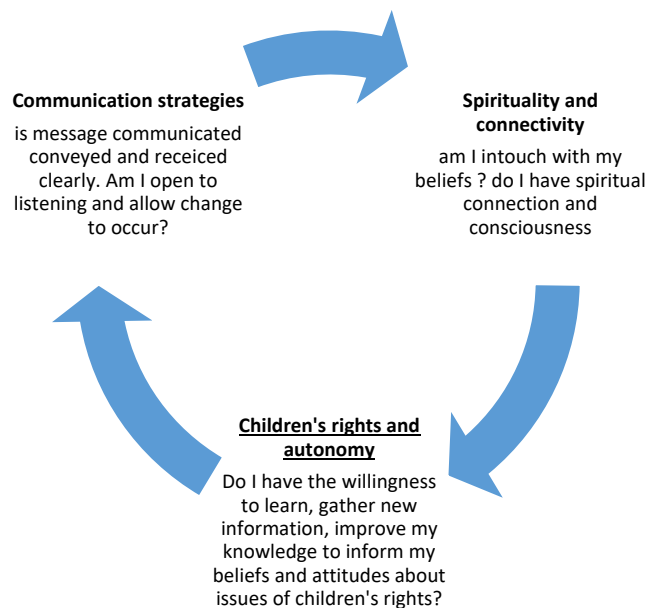 Communication strategies
is message communicated
conveyed and receiced
clearly. Am I open to
listening and allow change
to occur?
Spirituality and
connectivity
am I intouch with my
beliefs ? do I have spiritual
connection and
consciousness
Children's rights and
autonomy
Do I have the willingness
to learn, gather new
information, improve my
knowledge to inform my
beliefs and attitudes about
issues of children's rights?